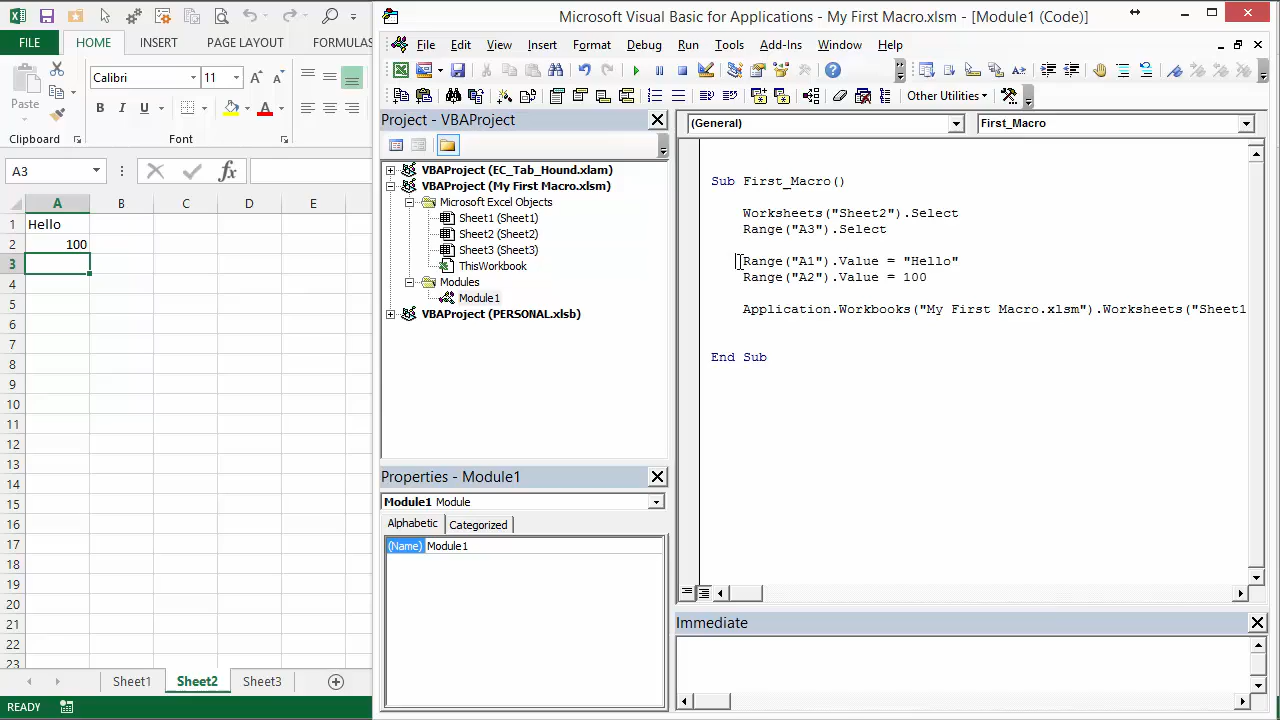 FILE HOME INSERT PAGE LAYOUT FORMULAS
Calibri 11
Paste
B I U A
Clipboard Font
A3 fx
A B C D E
1 Hello
2 100
3
4
5
6
7
8
9
10
11
12
13
14
15
16
17
18
19
20
21
22
23
Sheet1 Sheet2 Sheet3
READY
Microsoft Visual Basic for Applications - My First Macro.xlsm - [Module1 (Code)]
File Edit View Insert Format Debug Run Tools Add-Ins Window Help
Other Utilities
Project - VBAProject
VBAProject (EC_Tab_Hound.xlam)
VBAProject (My First Macro.xlsm)
Microsoft Excel Objects
Sheet1 (Sheet1)
Sheet2 (Sheet2)
Sheet3 (Sheet3)
ThisWorkbook
Modules
Module1
VBAProject (PERSONAL.xlsb)
Properties - Module1
Module1 Module
Alphabetic Categorized
(Name) Module1
(General) First_Macro
Sub First_Macro()
Worksheets("Sheet2").Select
Range("A3").Select
Range("A1").Value = "Hello"
Range("A2").Value = 100
Application.Workbooks("My First Macro.xlsm").Worksheets("Sheet1
End Sub
Immediate